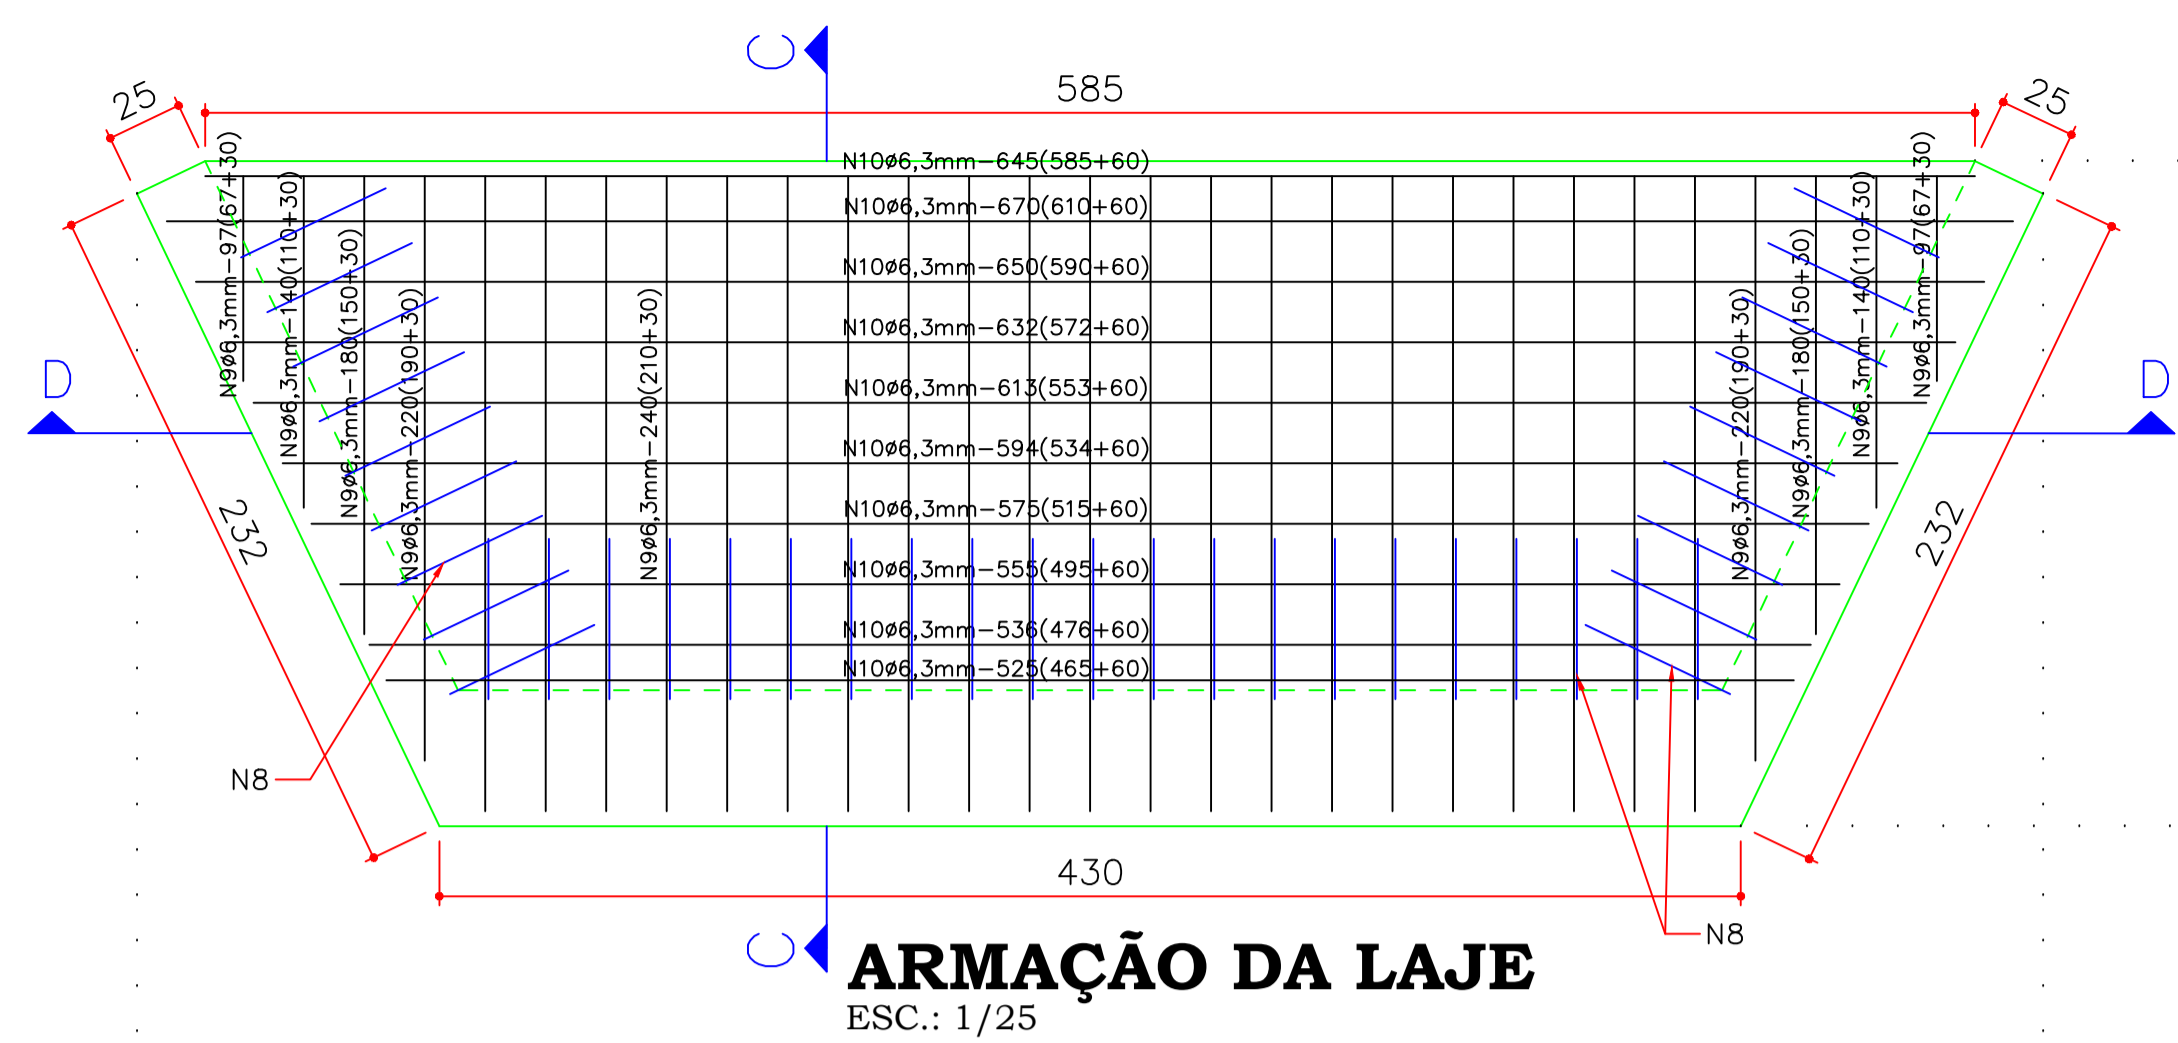 C
25
585
25
N10ø6,3mm-645(585+60)
N10ø6,3mm-670(610+60)
N10ø6,3mm-650(590+60)
N10ø6,3mm-632(572+60)
N10ø6,3mm-613(553+60)
N10ø6,3mm-594(534+60)
N10ø6,3mm-575(515+60)
N10ø6,3mm-555(495+60)
N10ø6,3mm-536(476+60)
N10ø6,3mm-525(465+60)
N9ø6,3mm-97(67+30)
N9ø6,3mm-140(110+30)
N9ø6,3mm-180(150+30)
N9ø6,3mm-220(190+30)
N9ø6,3mm-240(210+30)
N9ø6,3mm-220(190+30)
N9ø6,3mm-180(150+30)
N9ø6,3mm-140(110+30)
N9ø6,3mm-97(67+30)
D
D
232
232
N8
430
N8
C
ARMAÇÃO DA LAJE
ESC.: 1/25